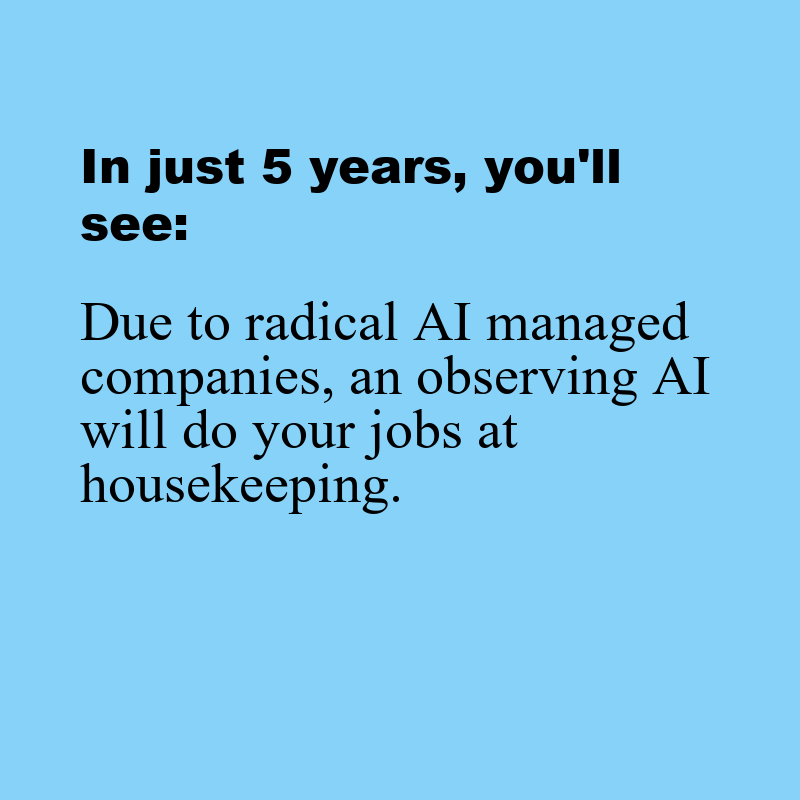 In just 5 years, you'll
see:
Due to radical AI managed
companies, an observing AI
will do your jobs at
housekeeping.